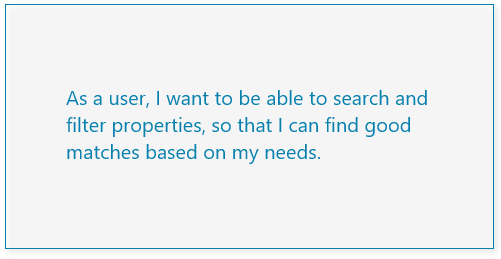 As a user, I want to be able to search and
filter properties, so that I can find good
matches based on my needs.